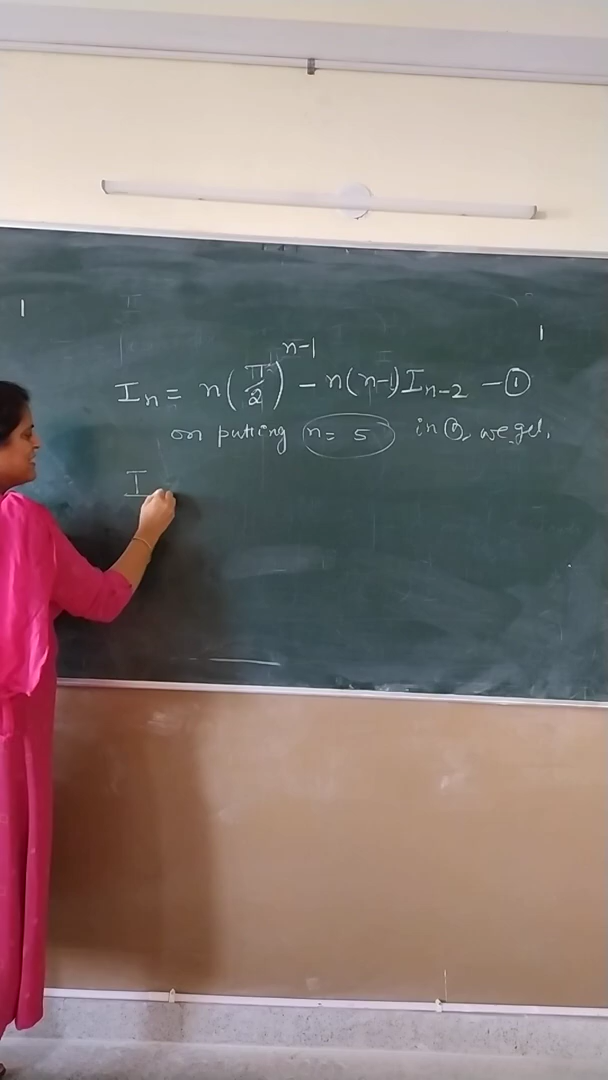 Iₙ = n(π/2)ⁿ⁻¹ - n(n-1)Iₙ₋₂ - ①
on putting n = 5 in ①, we get,
I